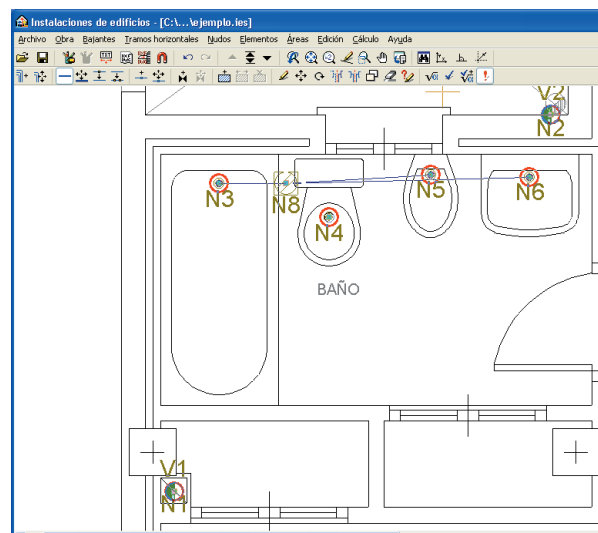 Instalaciones de edificios - [C:\...\ejemplo.ies]
Archivo Obra Bajantes Tramos horizontales Nudos Elementos Áreas Edición Cálculo Ayuda
V2
N2
N3
N8
N4
N5
N6
BAÑO
V1
N1